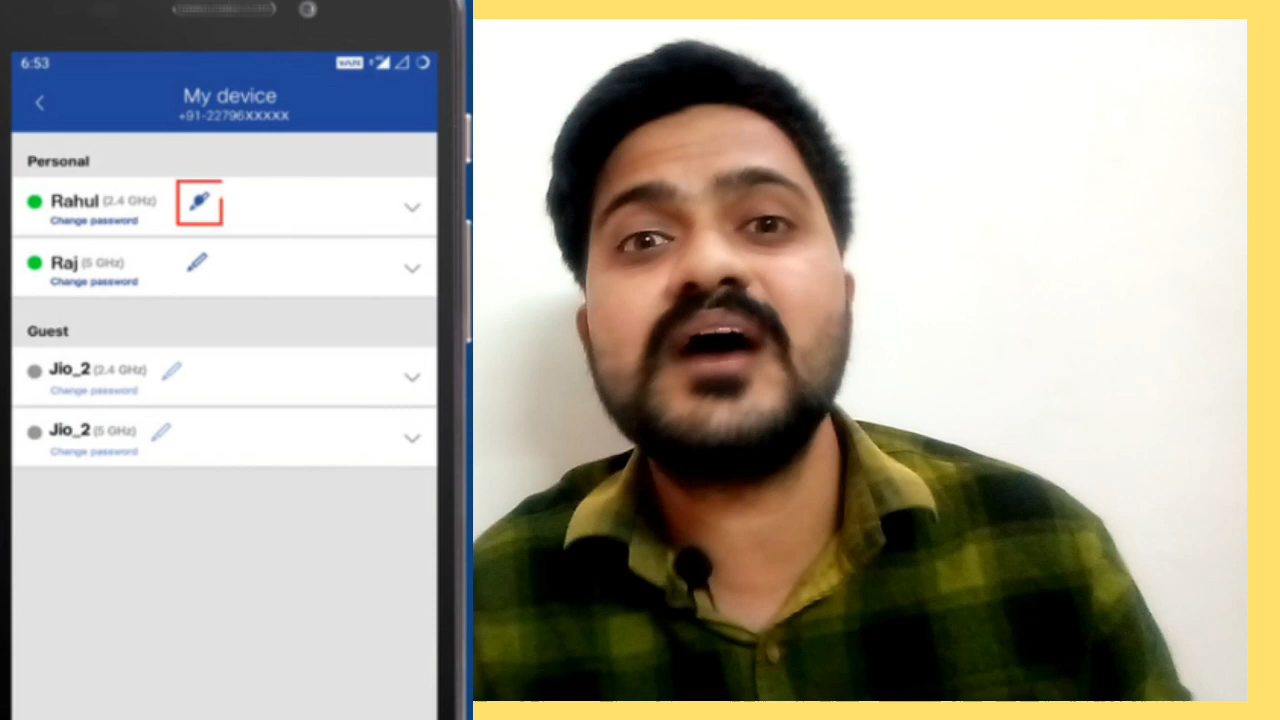 6:53
My device
+91-22796XXXXX
Personal
Rahul (2.4 GHz)
Change password
Raj (5 GHz)
Change password
Guest
Jio_2 (2.4 GHz)
Change password
Jio_2 (5 GHz)
Change password